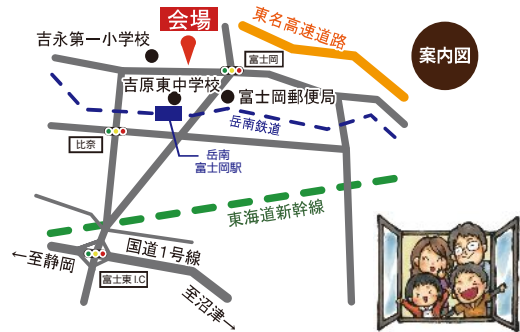 会場
東名高速道路
案内図
吉永第一小学校
富士岡
吉原東中学校
富士岡郵便局
岳南鉄道
比奈
岳南
富士岡駅
東海道新幹線
国道1号線
←至静岡
富士東I.C
至沼津→